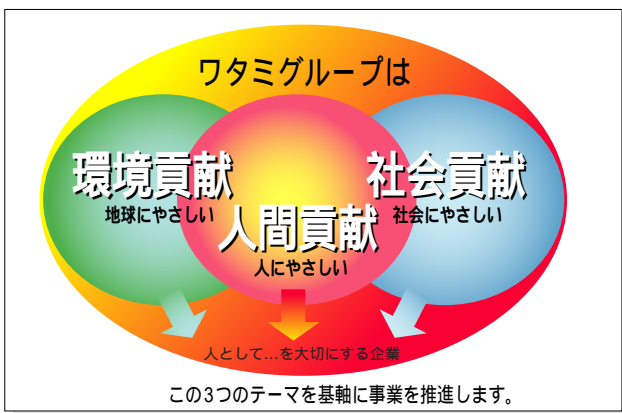 ワタミグループは
環境貢献
地球にやさしい
社会貢献
社会にやさしい
人間貢献
人にやさしい
人として…を大切にする企業
この3つのテーマを基軸に事業を推進します。